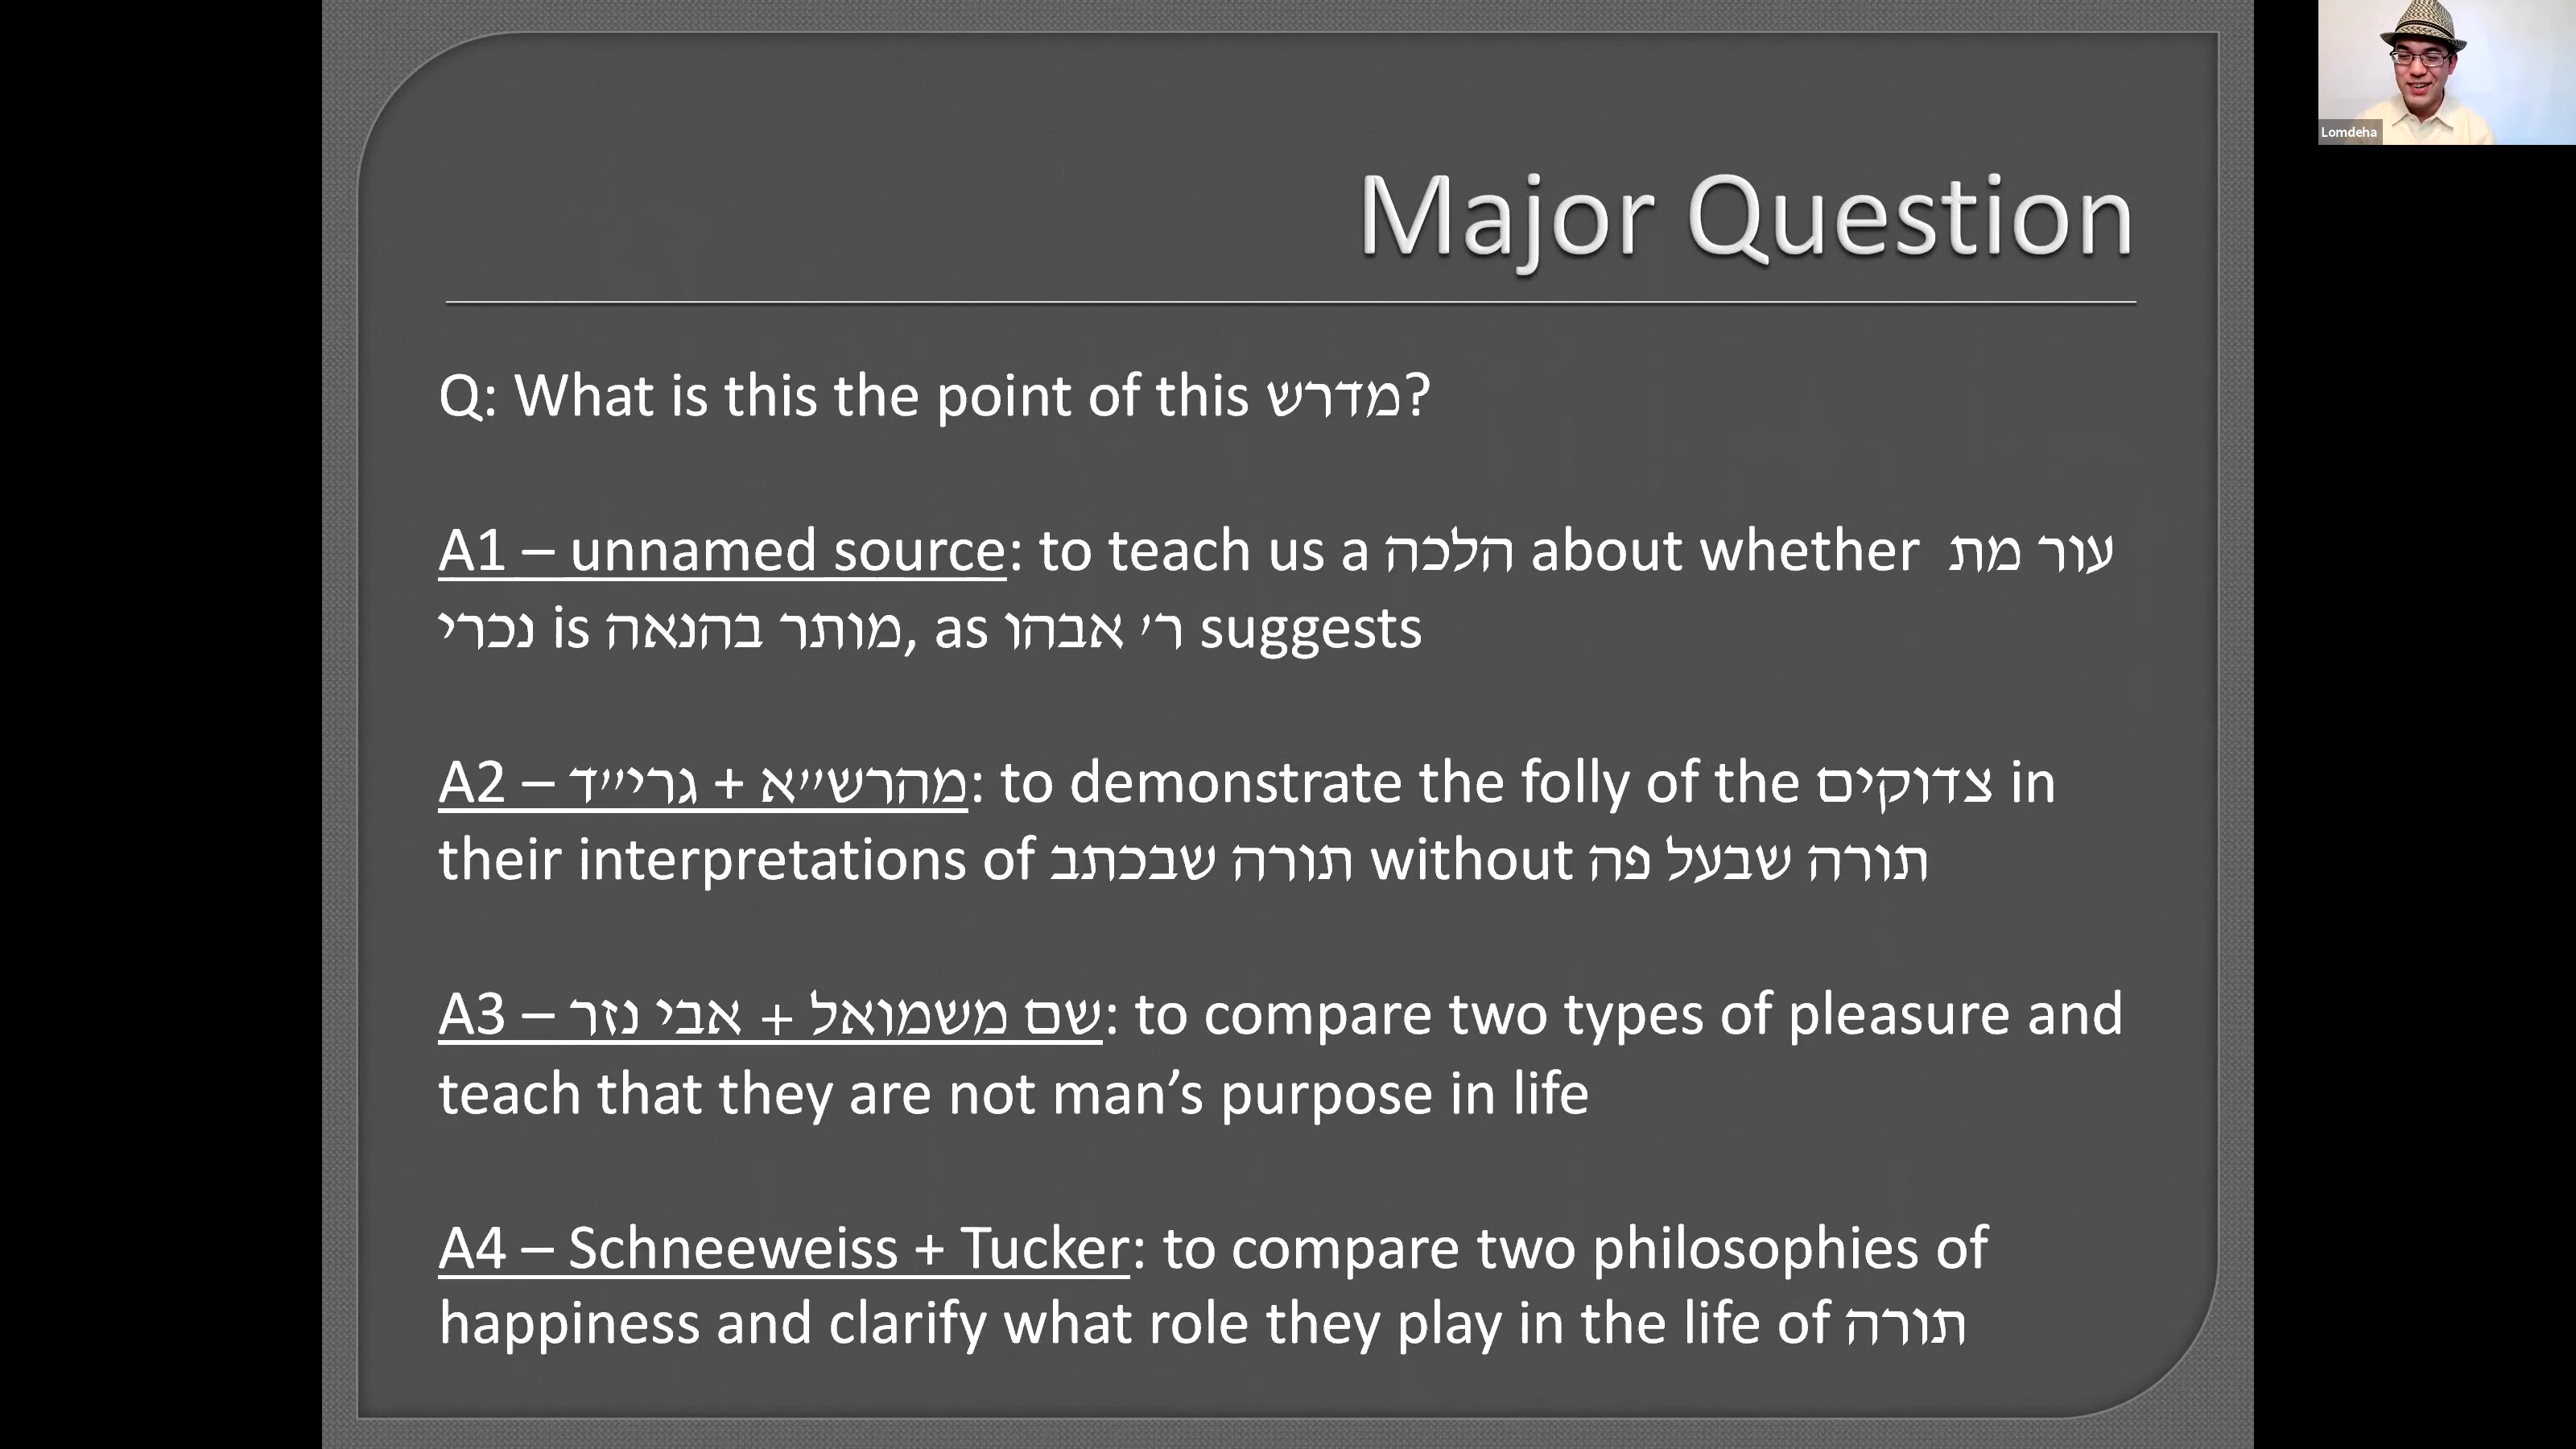 Lomdeha
Major Question
Q: What is this the point of this מדרש?
A1 – unnamed source: to teach us a הלכה about whether עור מת
נכרי is מותר בהנאה, as ר׳ אבהו suggests
A2 – מהרש״א + גרי״ד: to demonstrate the folly of the צדוקים in
their interpretations of תורה שבכתב without תורה שבעל פה
A3 – שם משמואל + אבי נזר: to compare two types of pleasure and
teach that they are not man’s purpose in life
A4 – Schneeweiss + Tucker: to compare two philosophies of
happiness and clarify what role they play in the life of תורה